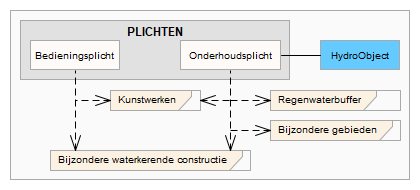 PLICHTEN
Bedieningsplicht
Onderhoudsplicht
HydroObject
Kunstwerken
Regenwaterbuffer
Bijzondere gebieden
Bijzondere waterkerende constructie